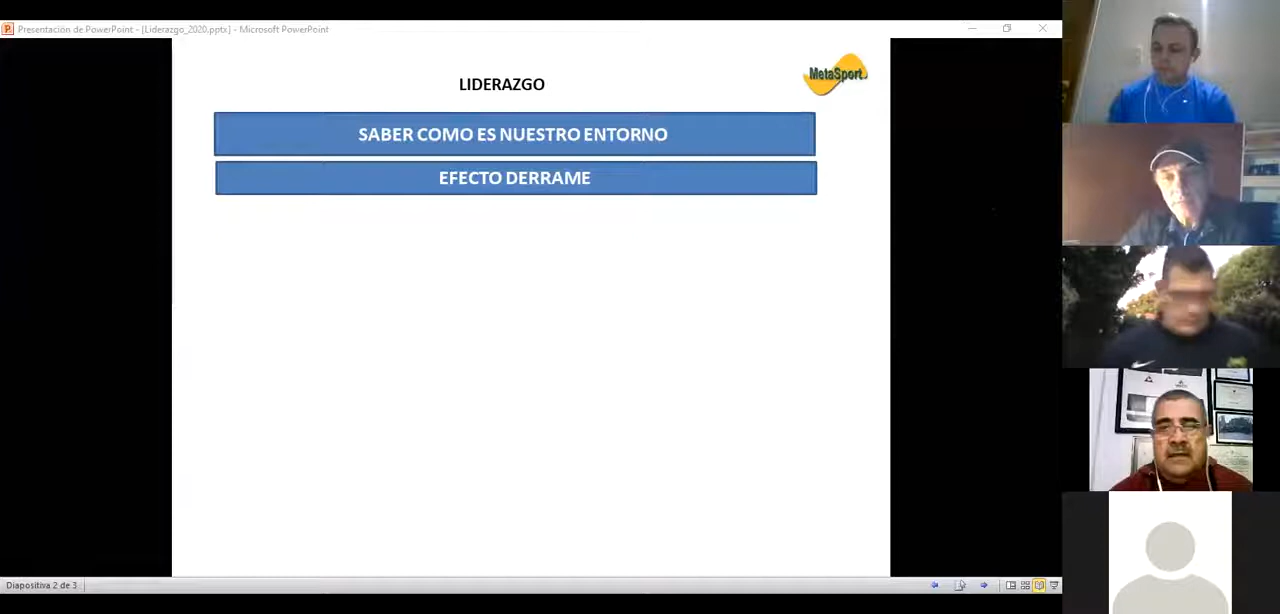 Presentación de PowerPoint - [Liderazgo_2020.pptx] - Microsoft PowerPoint
LIDERAZGO
MetaSport
SABER COMO ES NUESTRO ENTORNO
EFECTO DERRAME
Diapositiva 2 de 3